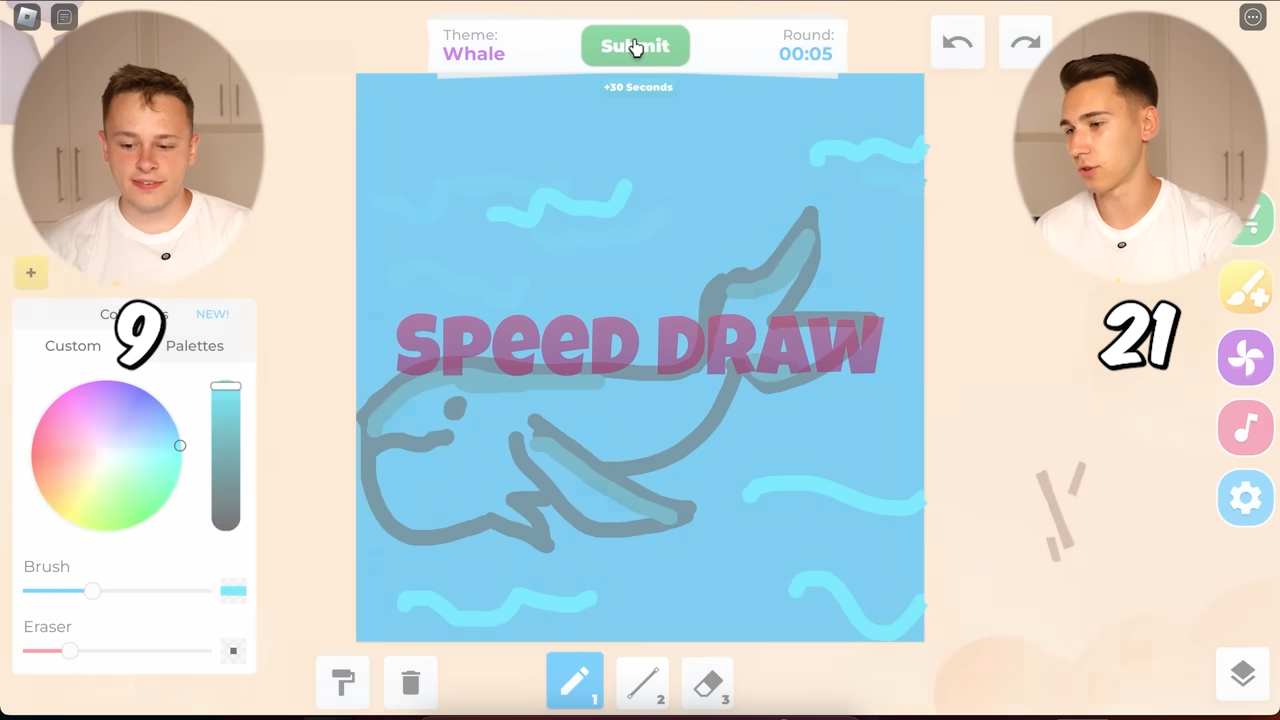 Theme:
Whale
Submit
Round:
00:05
+30 Seconds
SPeeD DRAW
9
21
NEW!
Custom
Palettes
Brush
Eraser
1
2
3